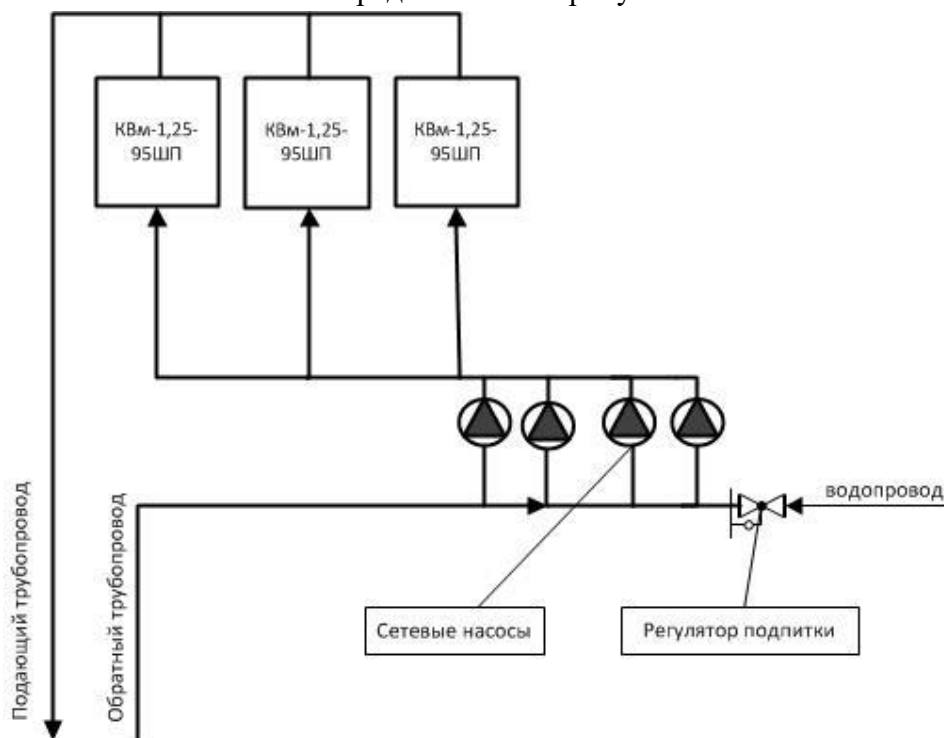 КВм-1,25-
95ШП
КВм-1,25-
95ШП
КВм-1,25-
95ШП
водопровод
Подающий трубопровод
Обратный трубопровод
Сетевые насосы
Регулятор подпитки